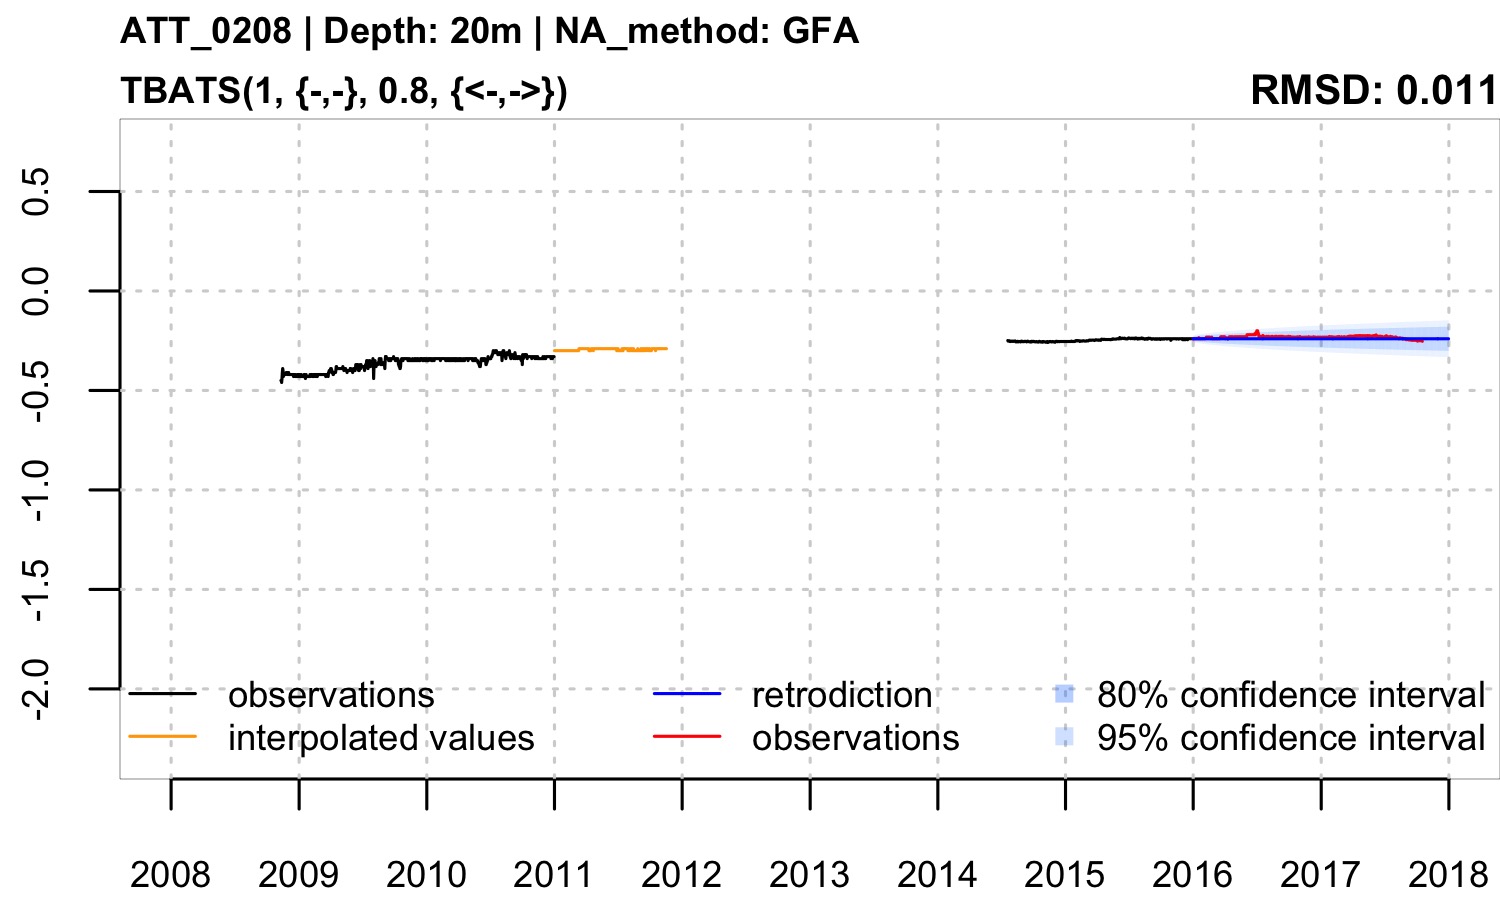 ATT_0208 | Depth: 20m | NA_method: GFA
TBATS(1, {-,-}, 0.8, {<-,->})
RMSD: 0.011
0.5
0.0
-0.5
-1.0
-1.5
-2.0
observations
interpolated values
retrodiction
observations
80% confidence interval
95% confidence interval
2008 2009 2010 2011 2012 2013 2014 2015 2016 2017 2018